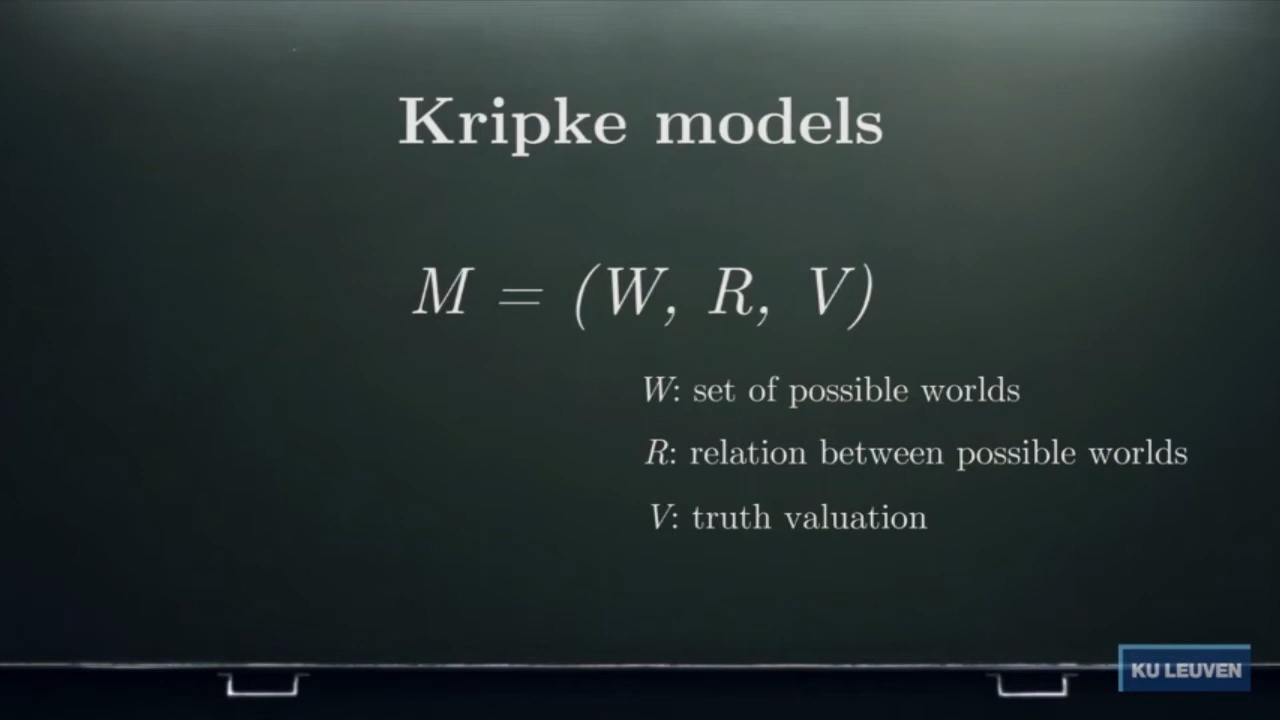 Kripke models
M = (W, R, V)
W: set of possible worlds
R: relation between possible worlds
V: truth valuation
KU LEUVEN